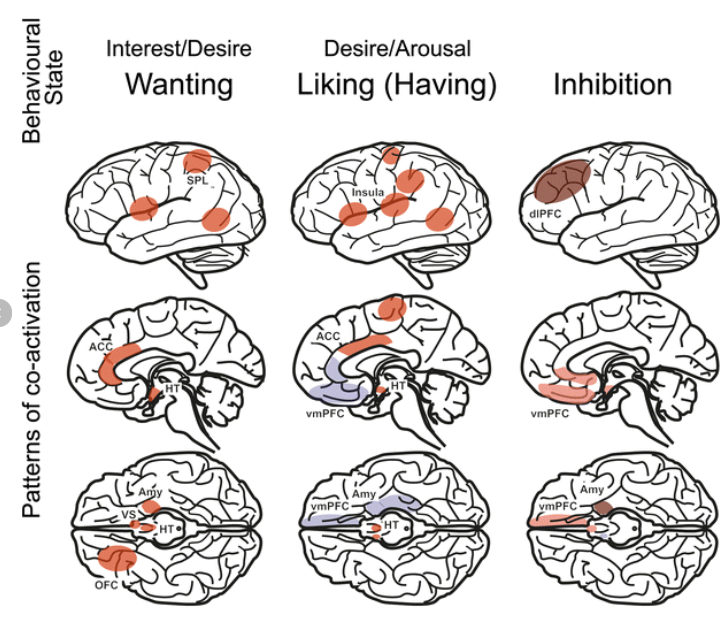 Behavioural
State
Interest/Desire
Wanting
Desire/Arousal
Liking (Having)
Inhibition
Patterns of co-activation
SPL
Insula
dlPFC
ACC
HT
ACC
HT
vmPFC
vmPFC
Amy
VS
HT
OFC
Amy
vmPFC
HT
Amy
vmPFC